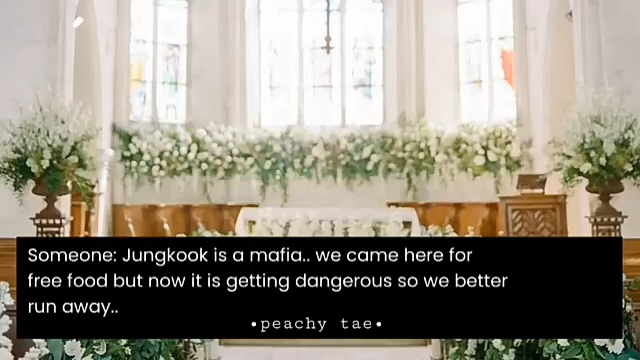 Someone: Jungkook is a mafia.. we came here for
free food but now it is getting dangerous so we better
run away..
•peachy tae•